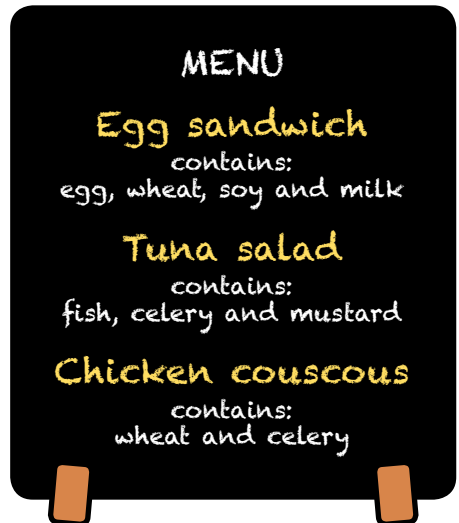 MENU
Egg sandwich
contains:
egg, wheat, soy and milk
Tuna salad
contains:
fish, celery and mustard
Chicken couscous
contains:
wheat and celery